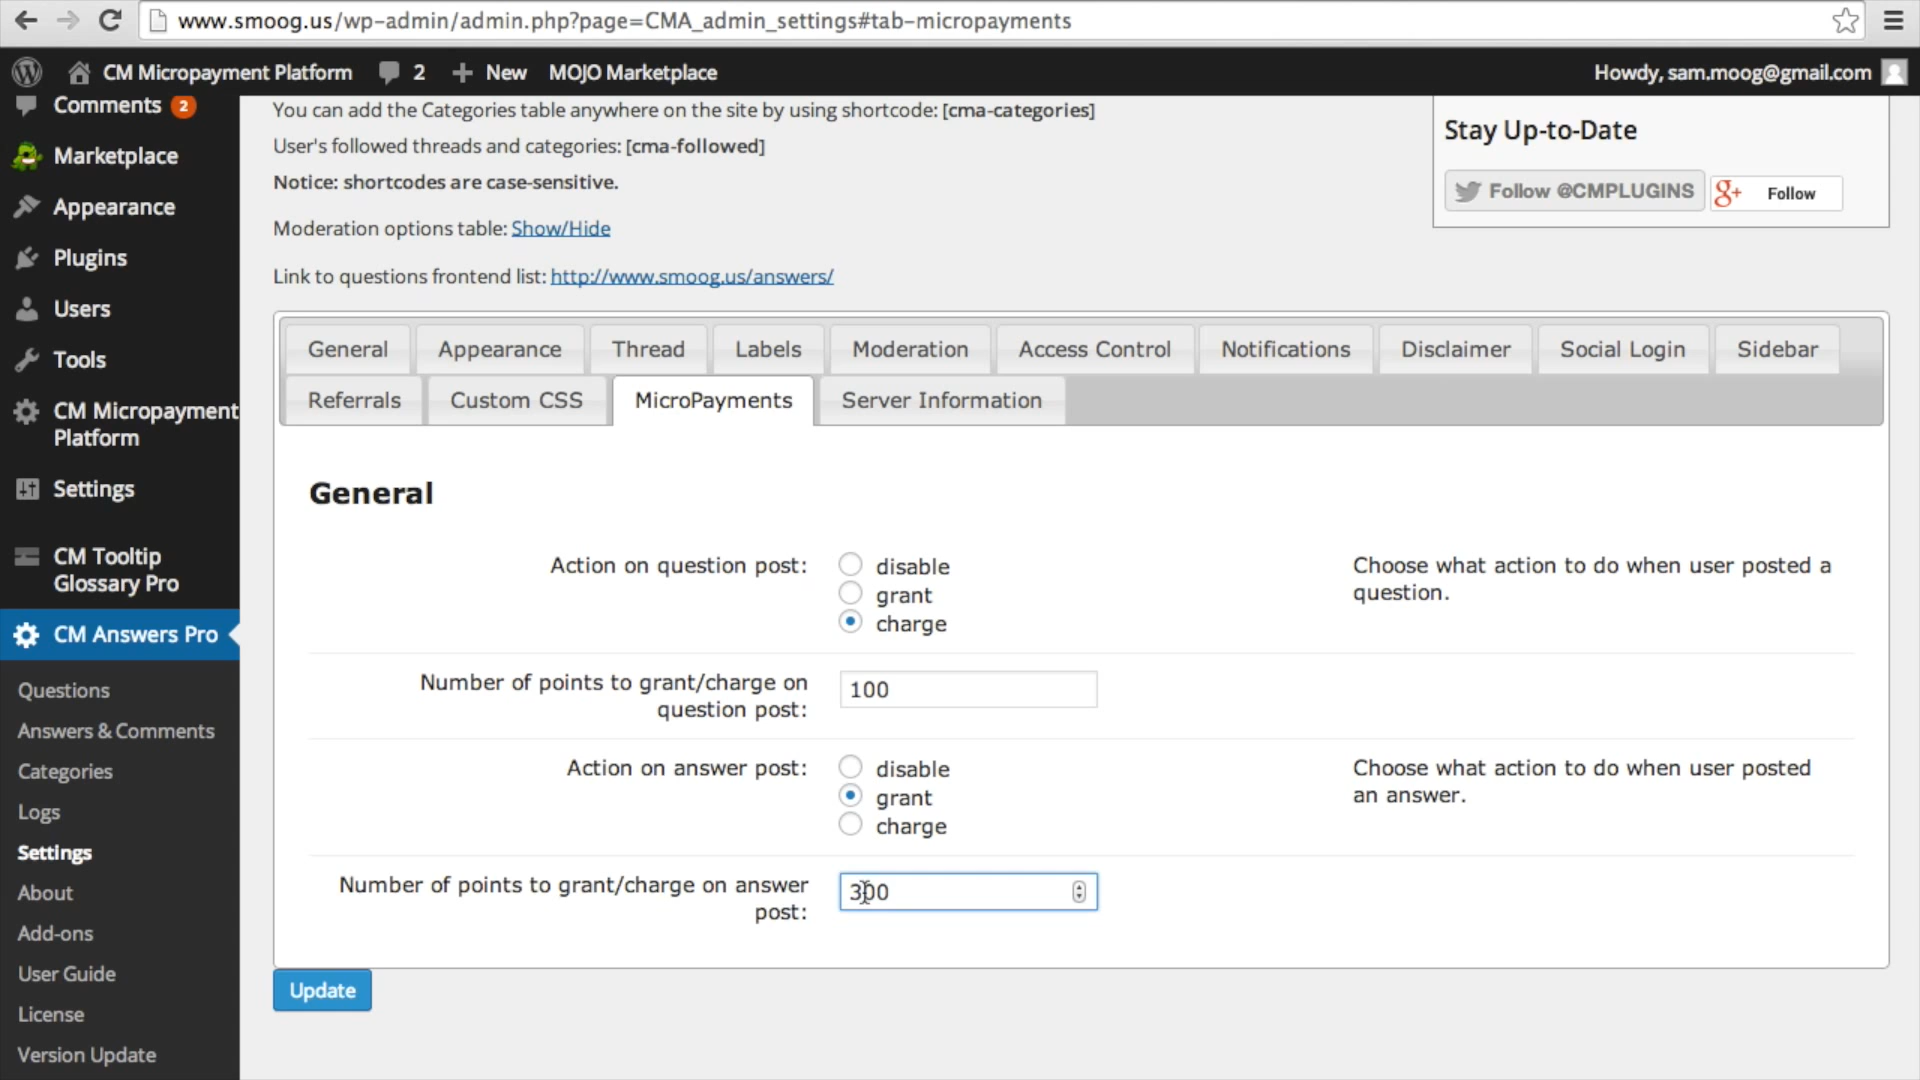 www.smoog.us/wp-admin/admin.php?page=CMA_admin_settings#tab-micropayments
CM Micropayment Platform 2 New MOJO Marketplace Howdy, sam.moog@gmail.com
Comments 2
Marketplace
Appearance
Plugins
Users
Tools
CM Micropayment
Platform
Settings
CM Tooltip
Glossary Pro
CM Answers Pro
Questions
Answers & Comments
Categories
Logs
Settings
About
Add-ons
User Guide
License
Version Update
You can add the Categories table anywhere on the site by using shortcode: [cma-categories]
User's followed threads and categories: [cma-followed]
Notice: shortcodes are case-sensitive.
Moderation options table: Show/Hide
Link to questions frontend list: http://www.smoog.us/answers/
Stay Up-to-Date
Follow @CMPLUGINS g+ Follow
General Appearance Thread Labels Moderation Access Control Notifications Disclaimer Social Login Sidebar
Referrals Custom CSS MicroPayments Server Information
General
Action on question post:
disable
grant
charge
Choose what action to do when user posted a
question.
Number of points to grant/charge on
question post:
100
Action on answer post:
disable
grant
charge
Choose what action to do when user posted
an answer.
Number of points to grant/charge on answer
post:
300
Update